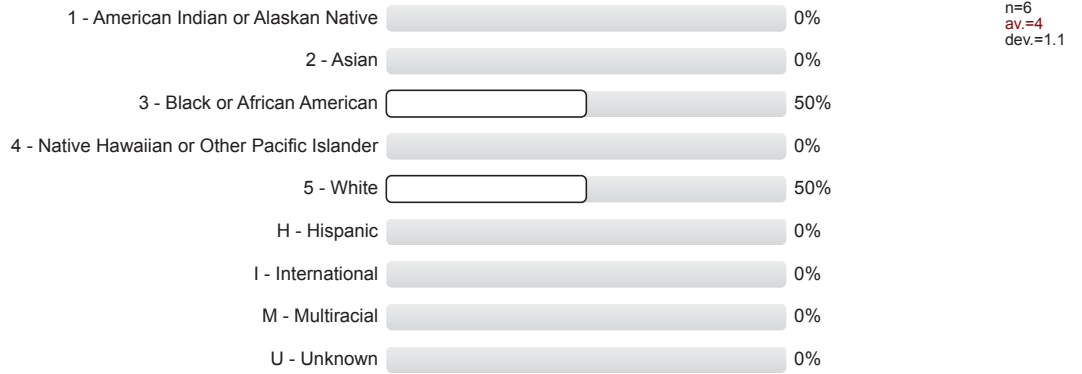 1 - American Indian or Alaskan Native 0%
2 - Asian 0%
3 - Black or African American 50%
4 - Native Hawaiian or Other Pacific Islander 0%
5 - White 50%
H - Hispanic 0%
I - International 0%
M - Multiracial 0%
U - Unknown 0%
n=6
av.=4
dev.=1.1